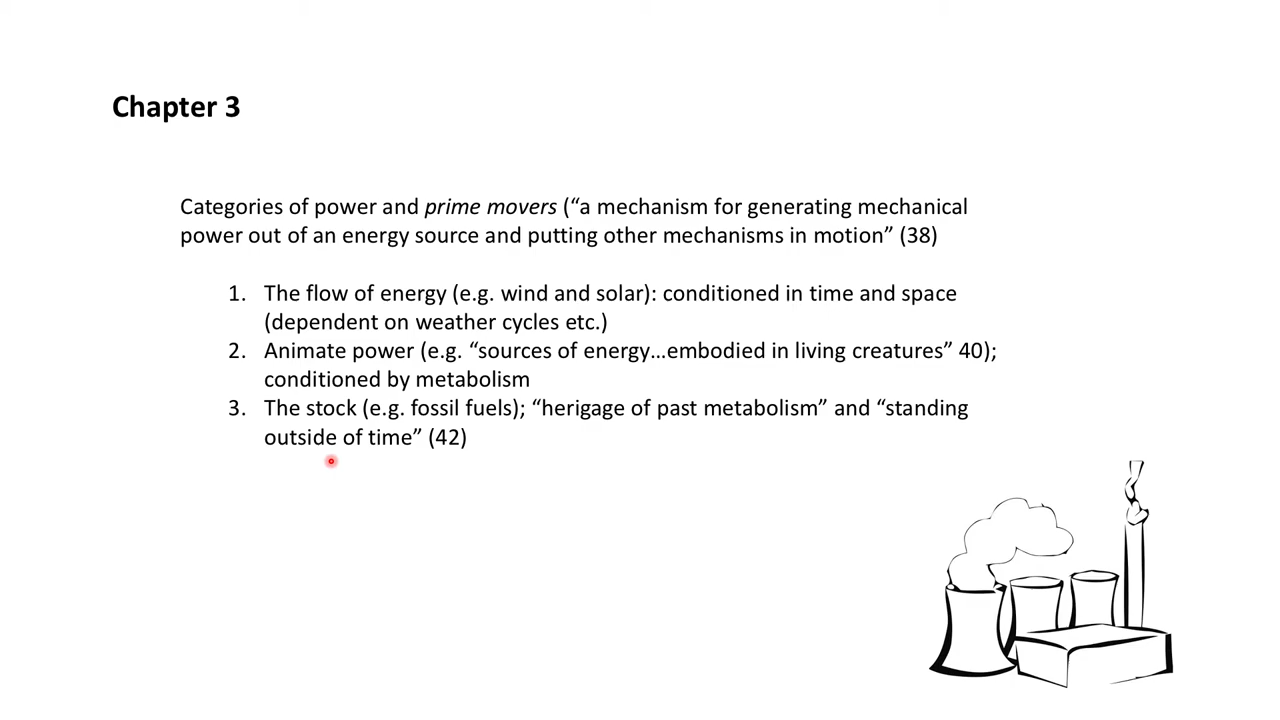 Chapter 3
Categories of power and prime movers (“a mechanism for generating mechanical
power out of an energy source and putting other mechanisms in motion” (38)
1. The flow of energy (e.g. wind and solar): conditioned in time and space
(dependent on weather cycles etc.)
2. Animate power (e.g. “sources of energy…embodied in living creatures” 40);
conditioned by metabolism
3. The stock (e.g. fossil fuels); “herigage of past metabolism” and “standing
outside of time” (42)